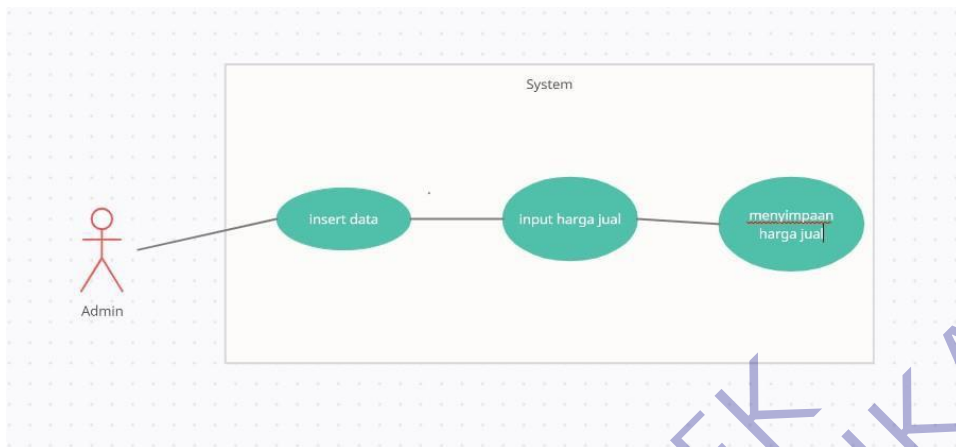 System
insert data
input harga jual
menyimpaan
harga jual
Admin